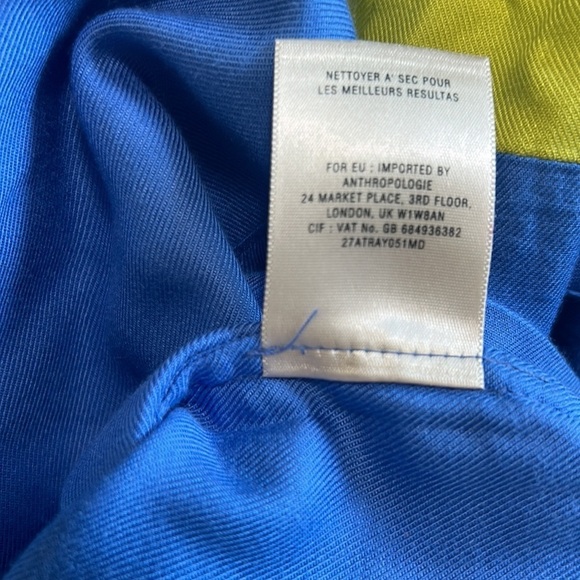 NETTOYER A' SEC POUR
LES MEILLEURS RESULTAS
FOR EU : IMPORTED BY
ANTHROPOLOGIE
24 MARKET PLACE, 3RD FLOOR,
LONDON, UK W1W8AN
CIF : VAT No. GB 684936382
27ATRAY051MD